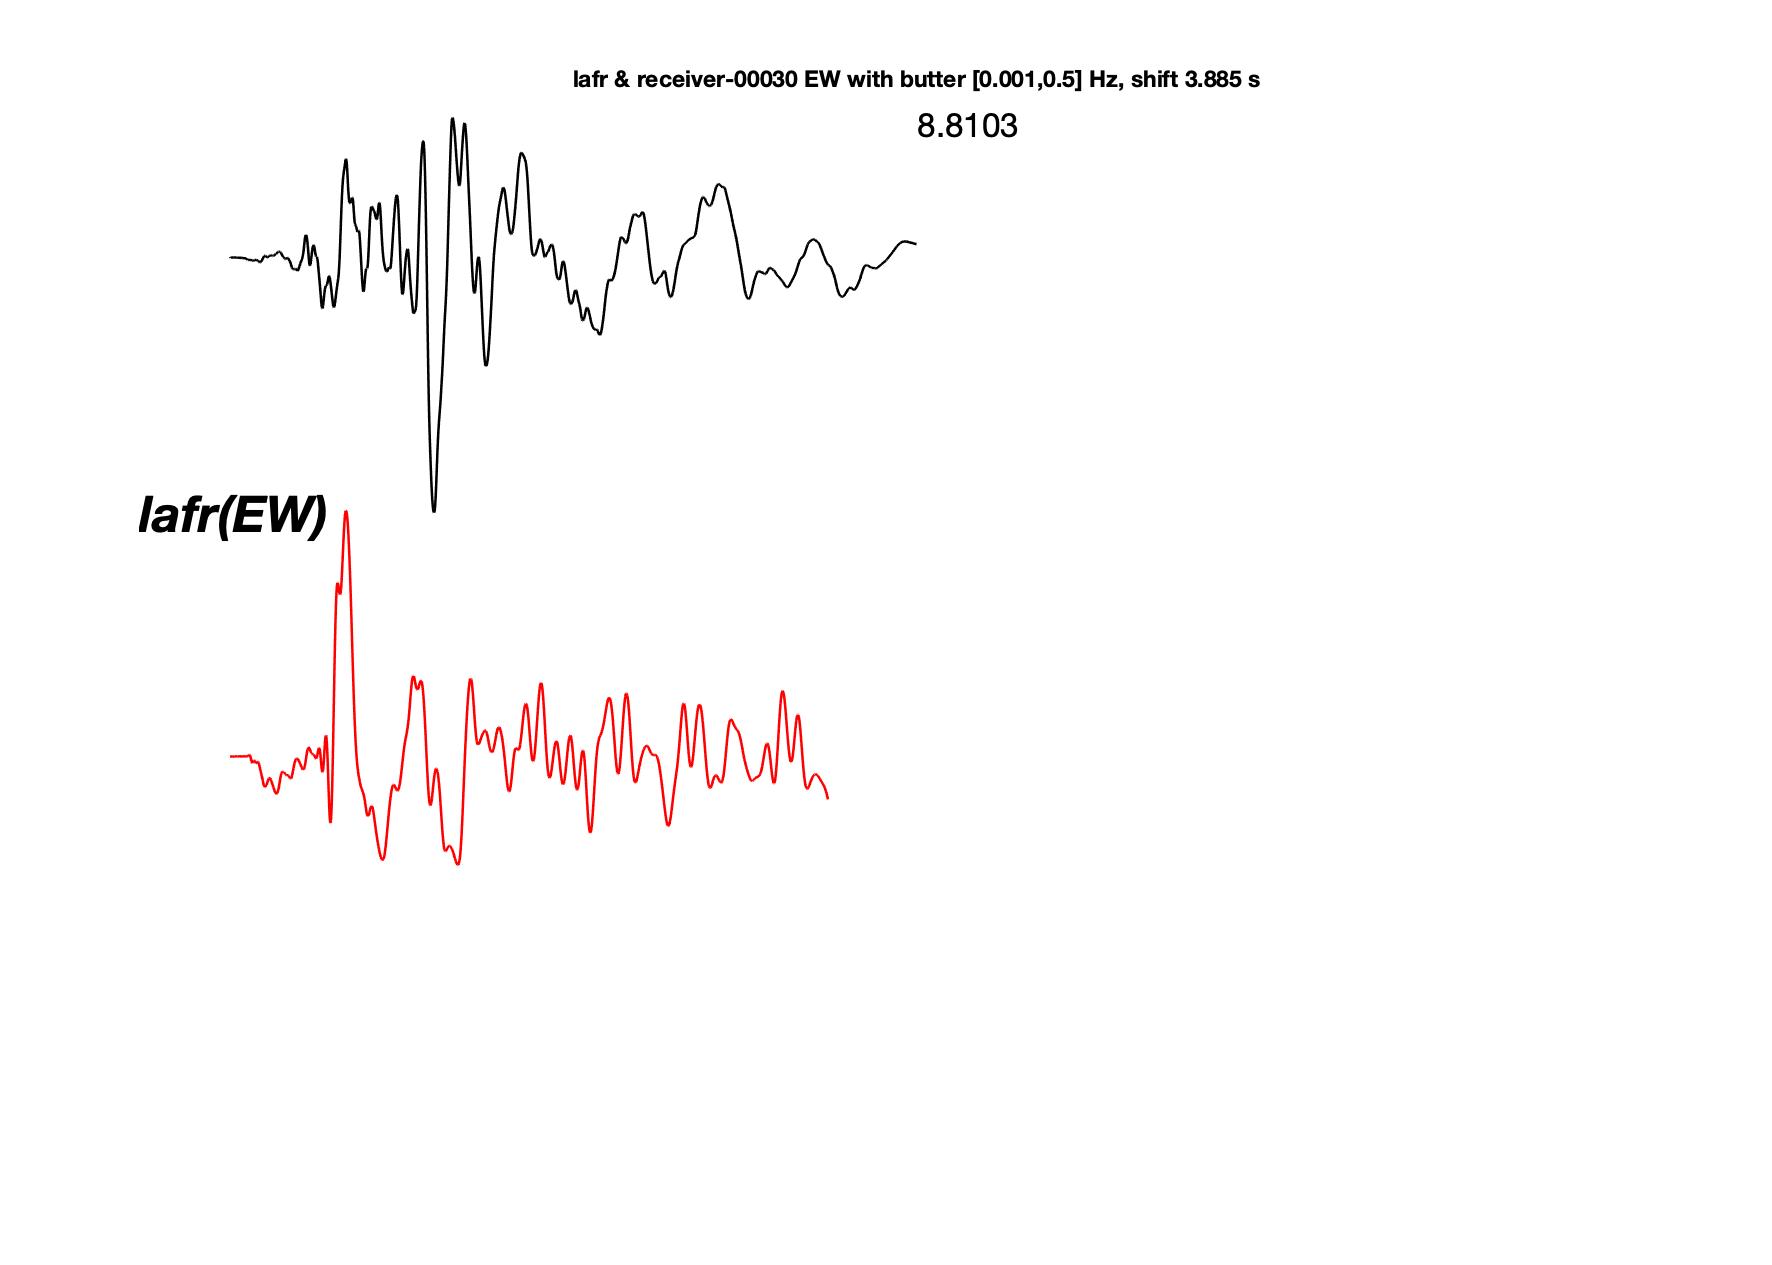 lafr & receiver-00030 EW with butter [0.001,0.5] Hz, shift 3.885 s
8.8103
lafr(EW)